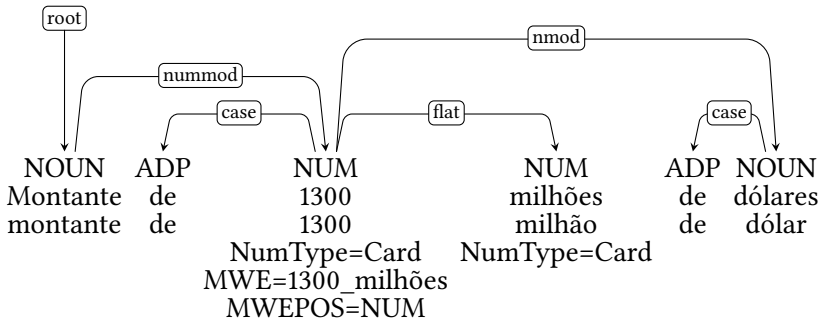 root
nmod
nummod
case flat case
NOUN ADP NUM NUM ADP NOUN
Montante de 1300 milhões de dólares
montante de 1300 milhão de dólar
NumType=Card NumType=Card
MWE=1300_milhões
MWEPOS=NUM